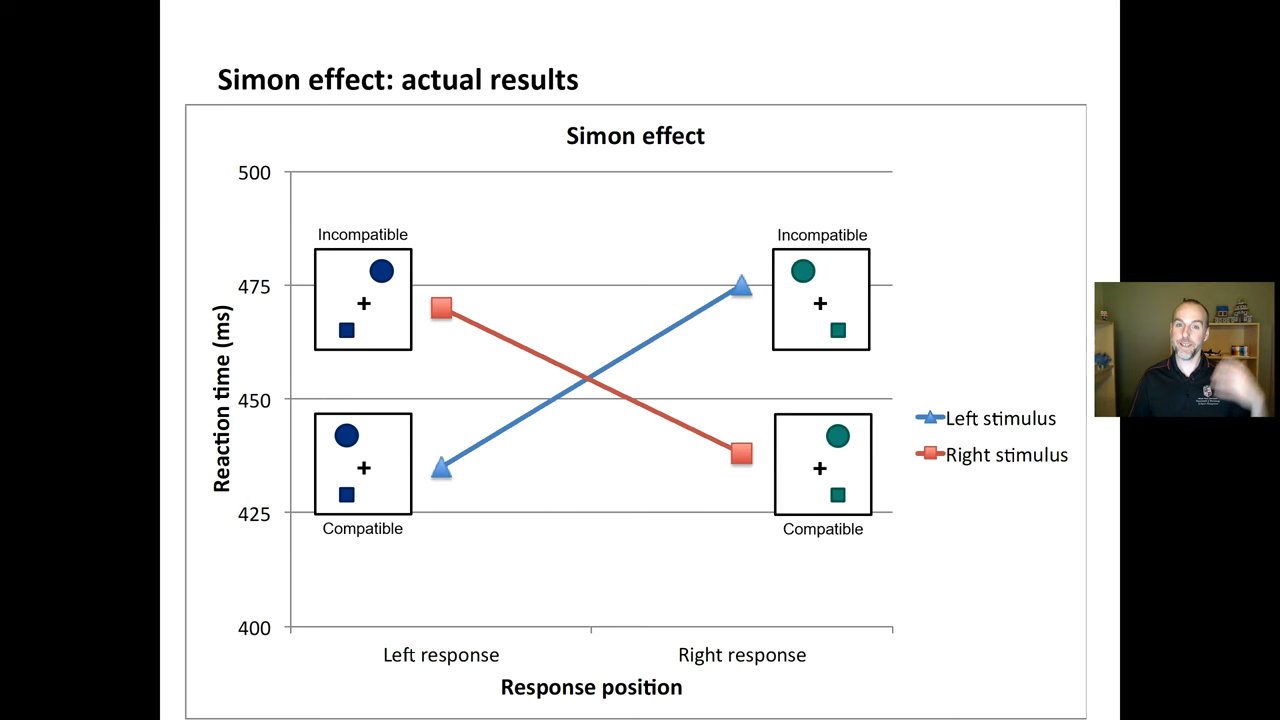 Simon effect: actual results
Simon effect
500
475
450
425
400
Reaction time (ms)
Incompatible
+
Incompatible
+
+
Compatible
+
Compatible
Left stimulus
Right stimulus
Left response
Right response
Response position